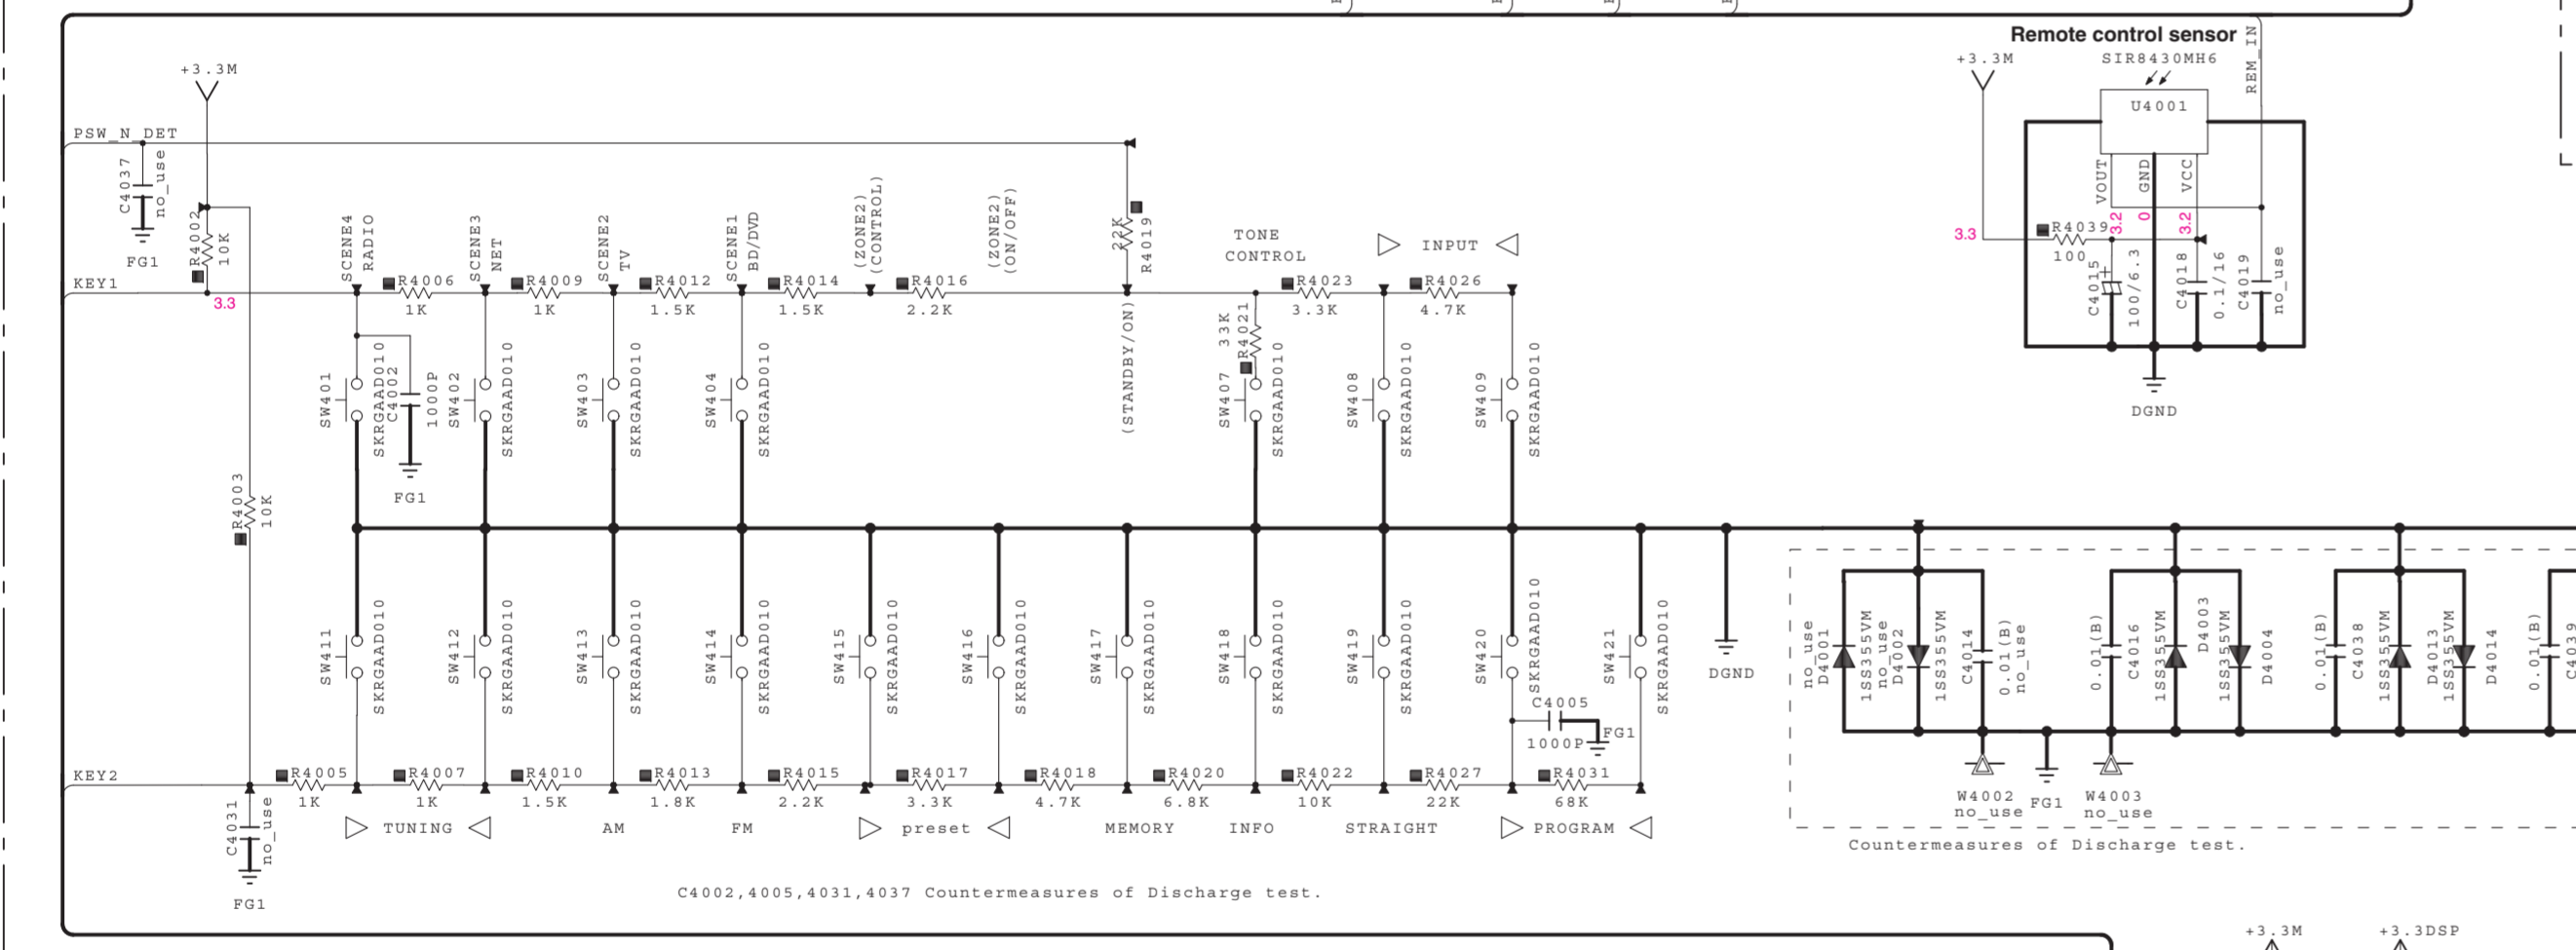 Remote control sensor
+3.3M
SIR8430MH6
REM_IN
+3.3M
U4001
PSW_N_DET
C4037
no_use
FG1
R4002
10K
VOUT
GND
VCC
3.2
0
3.2
3.3
R4039
100
C4015
+
100/6.3
C4018
0.1/16
C4019
no_use
DGND
SCENE4
RADIO
SCENE3
NET
SCENE2
TV
SCENE1
BD/DVD
(ZONE2)
(CONTROL)
(ZONE2)
(ON/OFF)
22K
R4019
TONE
CONTROL
INPUT
KEY1
3.3
R4006
1K
R4009
1K
R4012
1.5K
R4014
1.5K
R4016
2.2K
(STANDBY/ON)
R4023
3.3K
R4026
4.7K
33K
R4021
SW401
SKRGAAD010
C4002
1000P
FG1
SW402
SKRGAAD010
SW403
SKRGAAD010
SW404
SKRGAAD010
SW407
SKRGAAD010
SW408
SKRGAAD010
SW409
SKRGAAD010
R4003
10K
SW411
SKRGAAD010
SW412
SKRGAAD010
SW413
SKRGAAD010
SW414
SKRGAAD010
SW415
SKRGAAD010
SW416
SKRGAAD010
SW417
SKRGAAD010
SW418
SKRGAAD010
SW419
SKRGAAD010
SW420
SKRGAAD010
SW421
SKRGAAD010
DGND
C4005
1000P
FG1
no_use
D4001
1SS355VM
no_use
D4002
1SS355VM
C4014
0.01(B)
no_use
0.01(B)
C4016
1SS355VM
D4003
1SS355VM
D4004
0.01(B)
C4038
1SS355VM
D4013
1SS355VM
D4014
0.01(B)
C4039
KEY2
R4005
1K
R4007
1K
R4010
1.5K
R4013
1.8K
R4015
2.2K
R4017
3.3K
R4018
4.7K
R4020
6.8K
R4022
10K
R4027
22K
R4031
68K
C4031
no_use
FG1
TUNING
AM
FM
preset
MEMORY
INFO
STRAIGHT
PROGRAM
W4002
no_use
FG1
W4003
no_use
Countermeasures of Discharge test.
C4002,4005,4031,4037 Countermeasures of Discharge test.
+3.3M
+3.3DSP